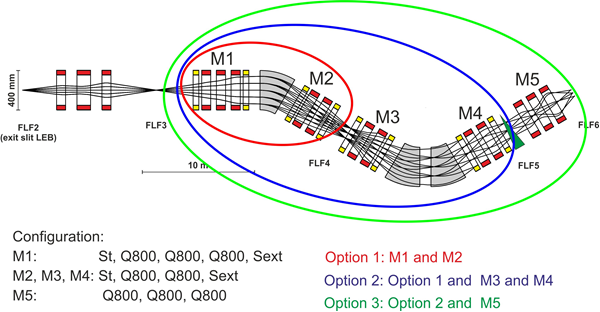 M1
M2
M3
M4
M5
400 mm
FLF2
(exit slit LEB)
FLF3
FLF4
FLF5
FLF6
10 m
Configuration:
M1: St, Q800, Q800, Q800, Sext
M2, M3, M4: St, Q800, Q800, Sext
M5: Q800, Q800, Q800
Option 1: M1 and M2
Option 2: Option 1 and M3 and M4
Option 3: Option 2 and M5